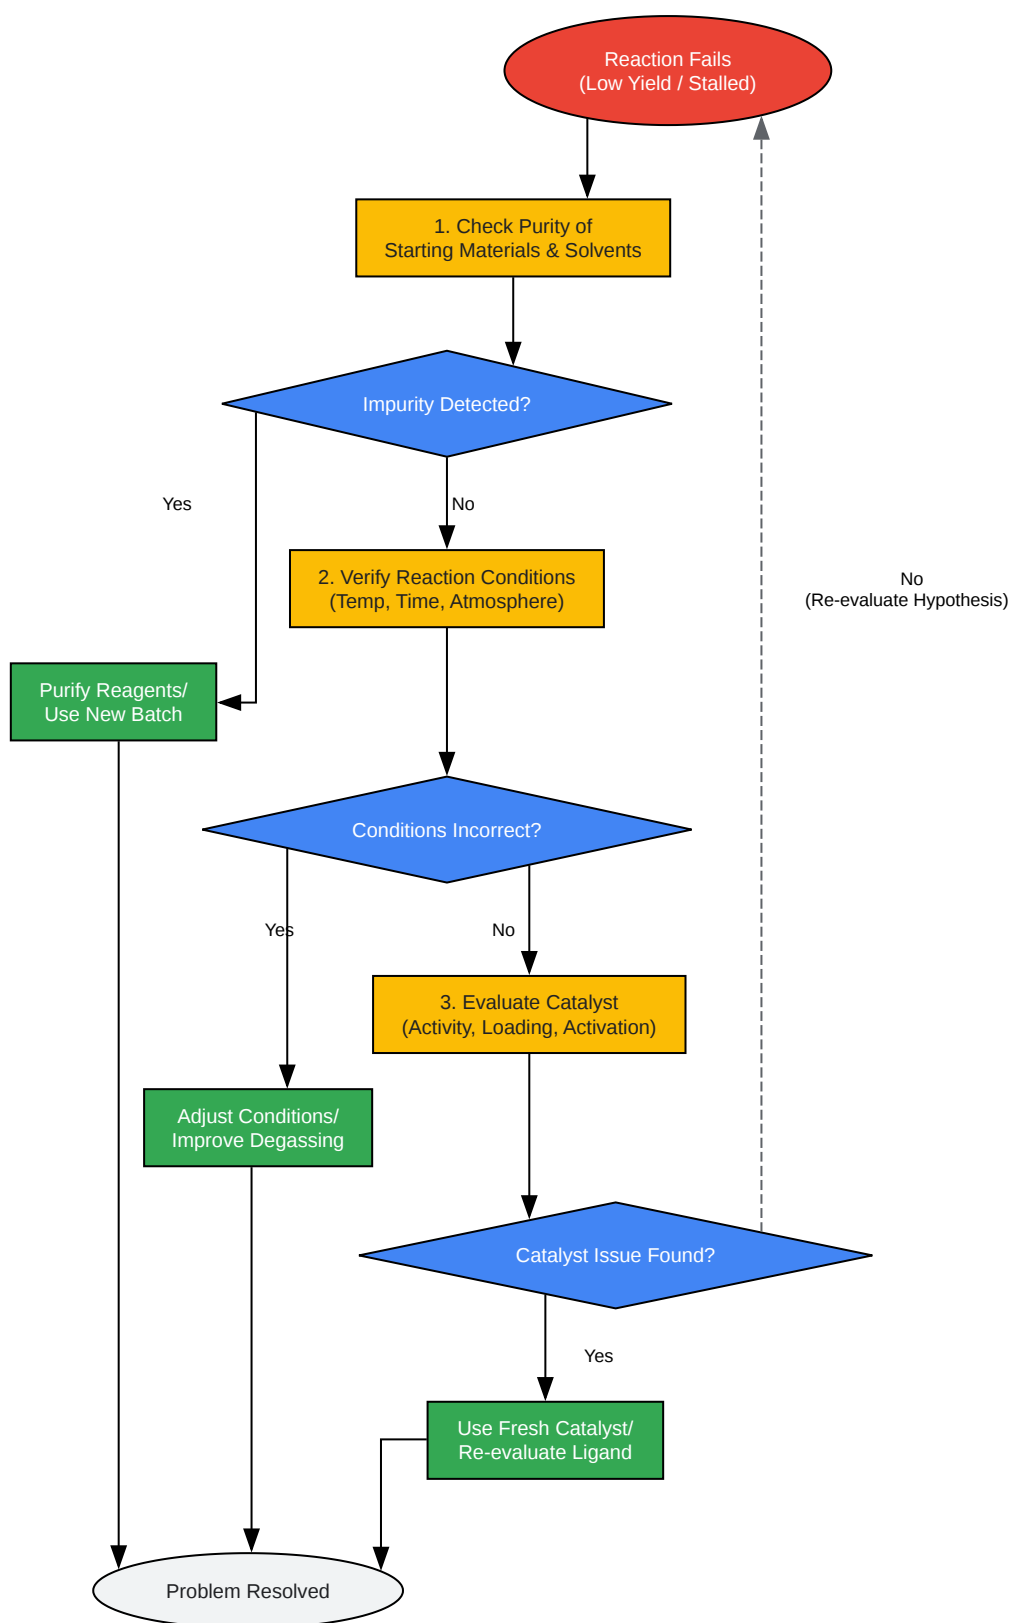 Reaction Fails
(Low Yield / Stalled)
1. Check Purity of
Starting Materials & Solvents
Impurity Detected?
Yes
No
2. Verify Reaction Conditions
(Temp, Time, Atmosphere)
No
(Re-evaluate Hypothesis)
Purify Reagents/
Use New Batch
Conditions Incorrect?
Yes
No
3. Evaluate Catalyst
(Activity, Loading, Activation)
Adjust Conditions/
Improve Degassing
Catalyst Issue Found?
Yes
Use Fresh Catalyst/
Re-evaluate Ligand
Problem Resolved